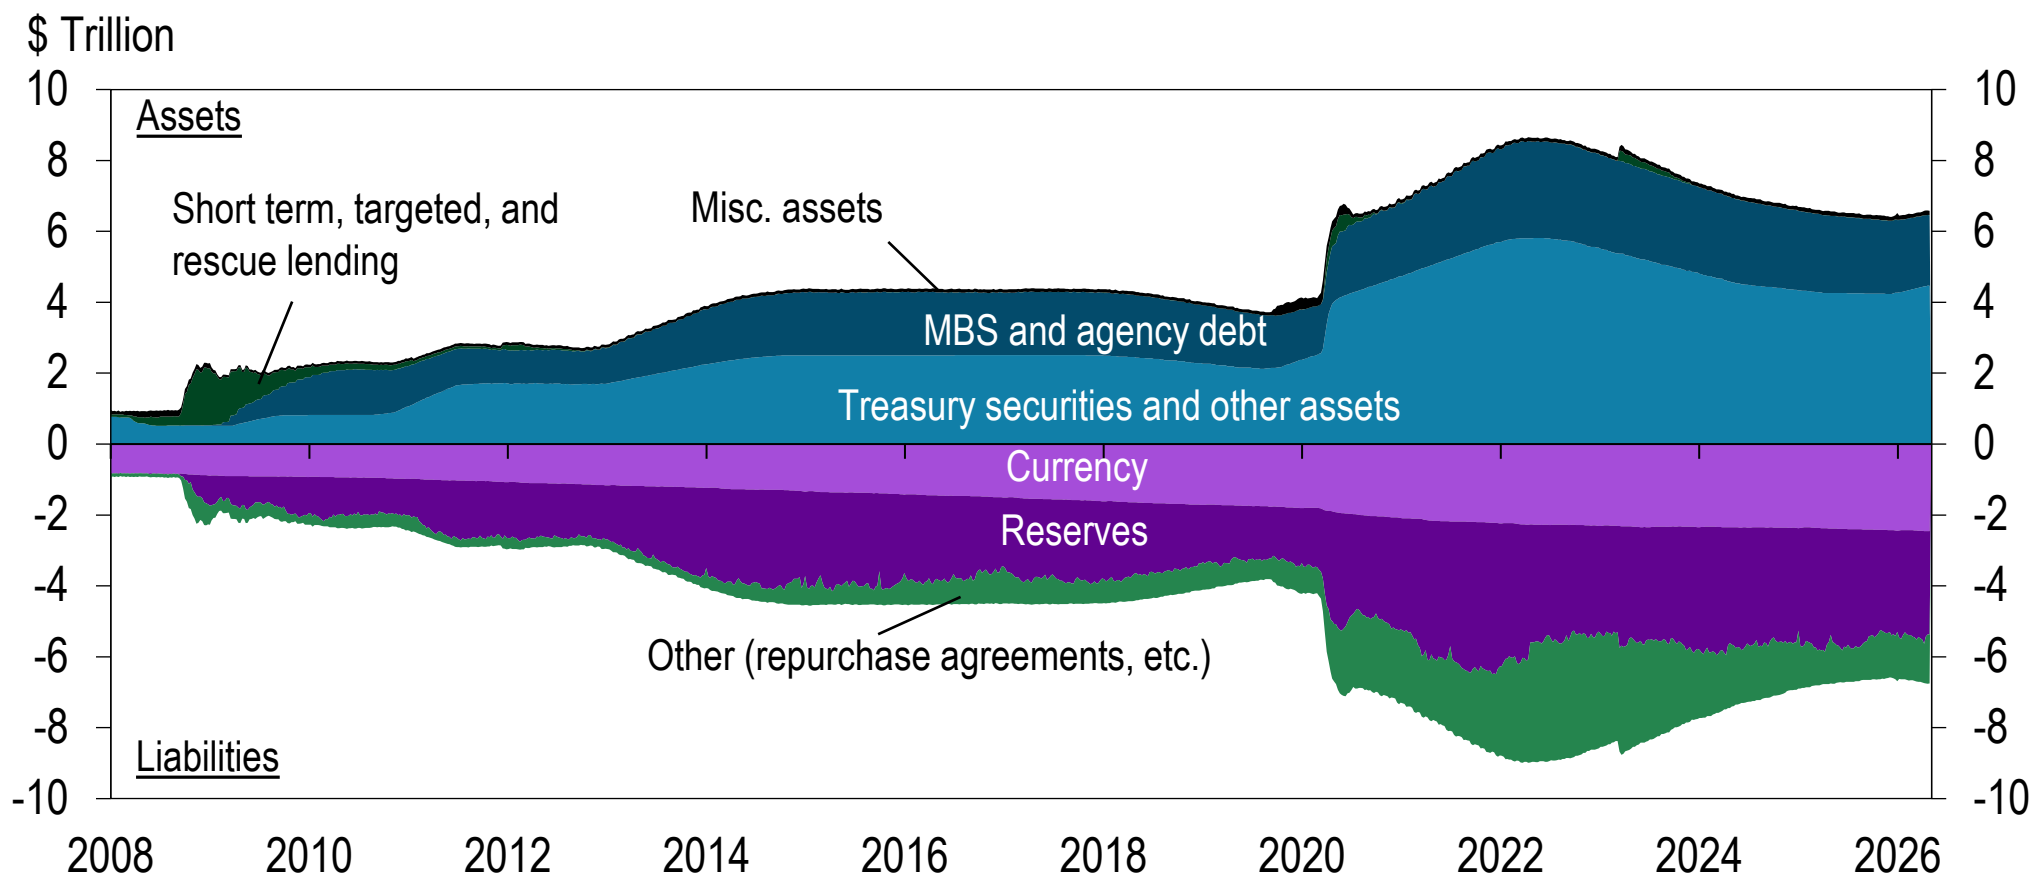 $ Trillion
10 10
Assets
8 8
Short term, targeted, and
rescue lending
Misc. assets
6 6
4 4
MBS and agency debt
2 2
Treasury securities and other assets
0 0
Currency
-2 -2
Reserves
-4 -4
Other (repurchase agreements, etc.)
-6 -6
-8 -8
Liabilities
-10 -10
2008 2010 2012 2014 2016 2018 2020 2022 2024 2026